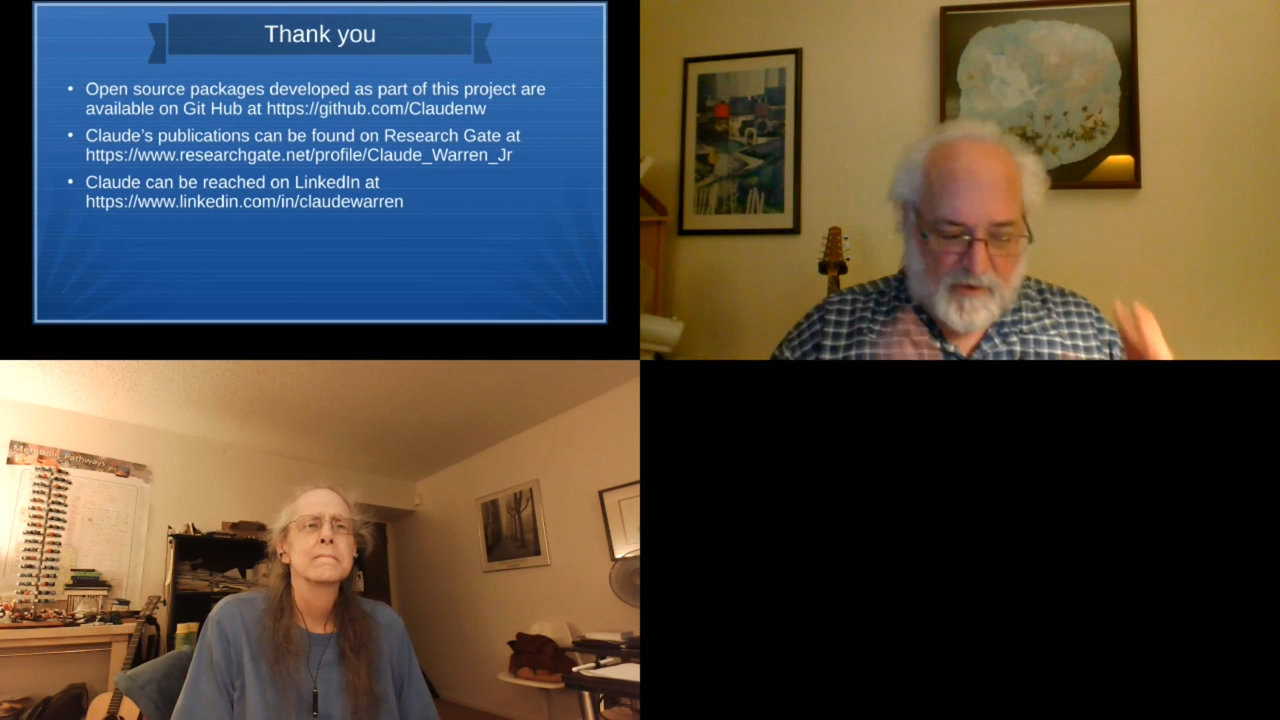 Thank you
Open source packages developed as part of this project are
available on Git Hub at https://github.com/Claudenw
Claude's publications can be found on Research Gate at
https://www.researchgate.net/profile/Claude_Warren_Jr
Claude can be reached on LinkedIn at
https://www.linkedin.com/in/claudewarren
Metabolic Pathways